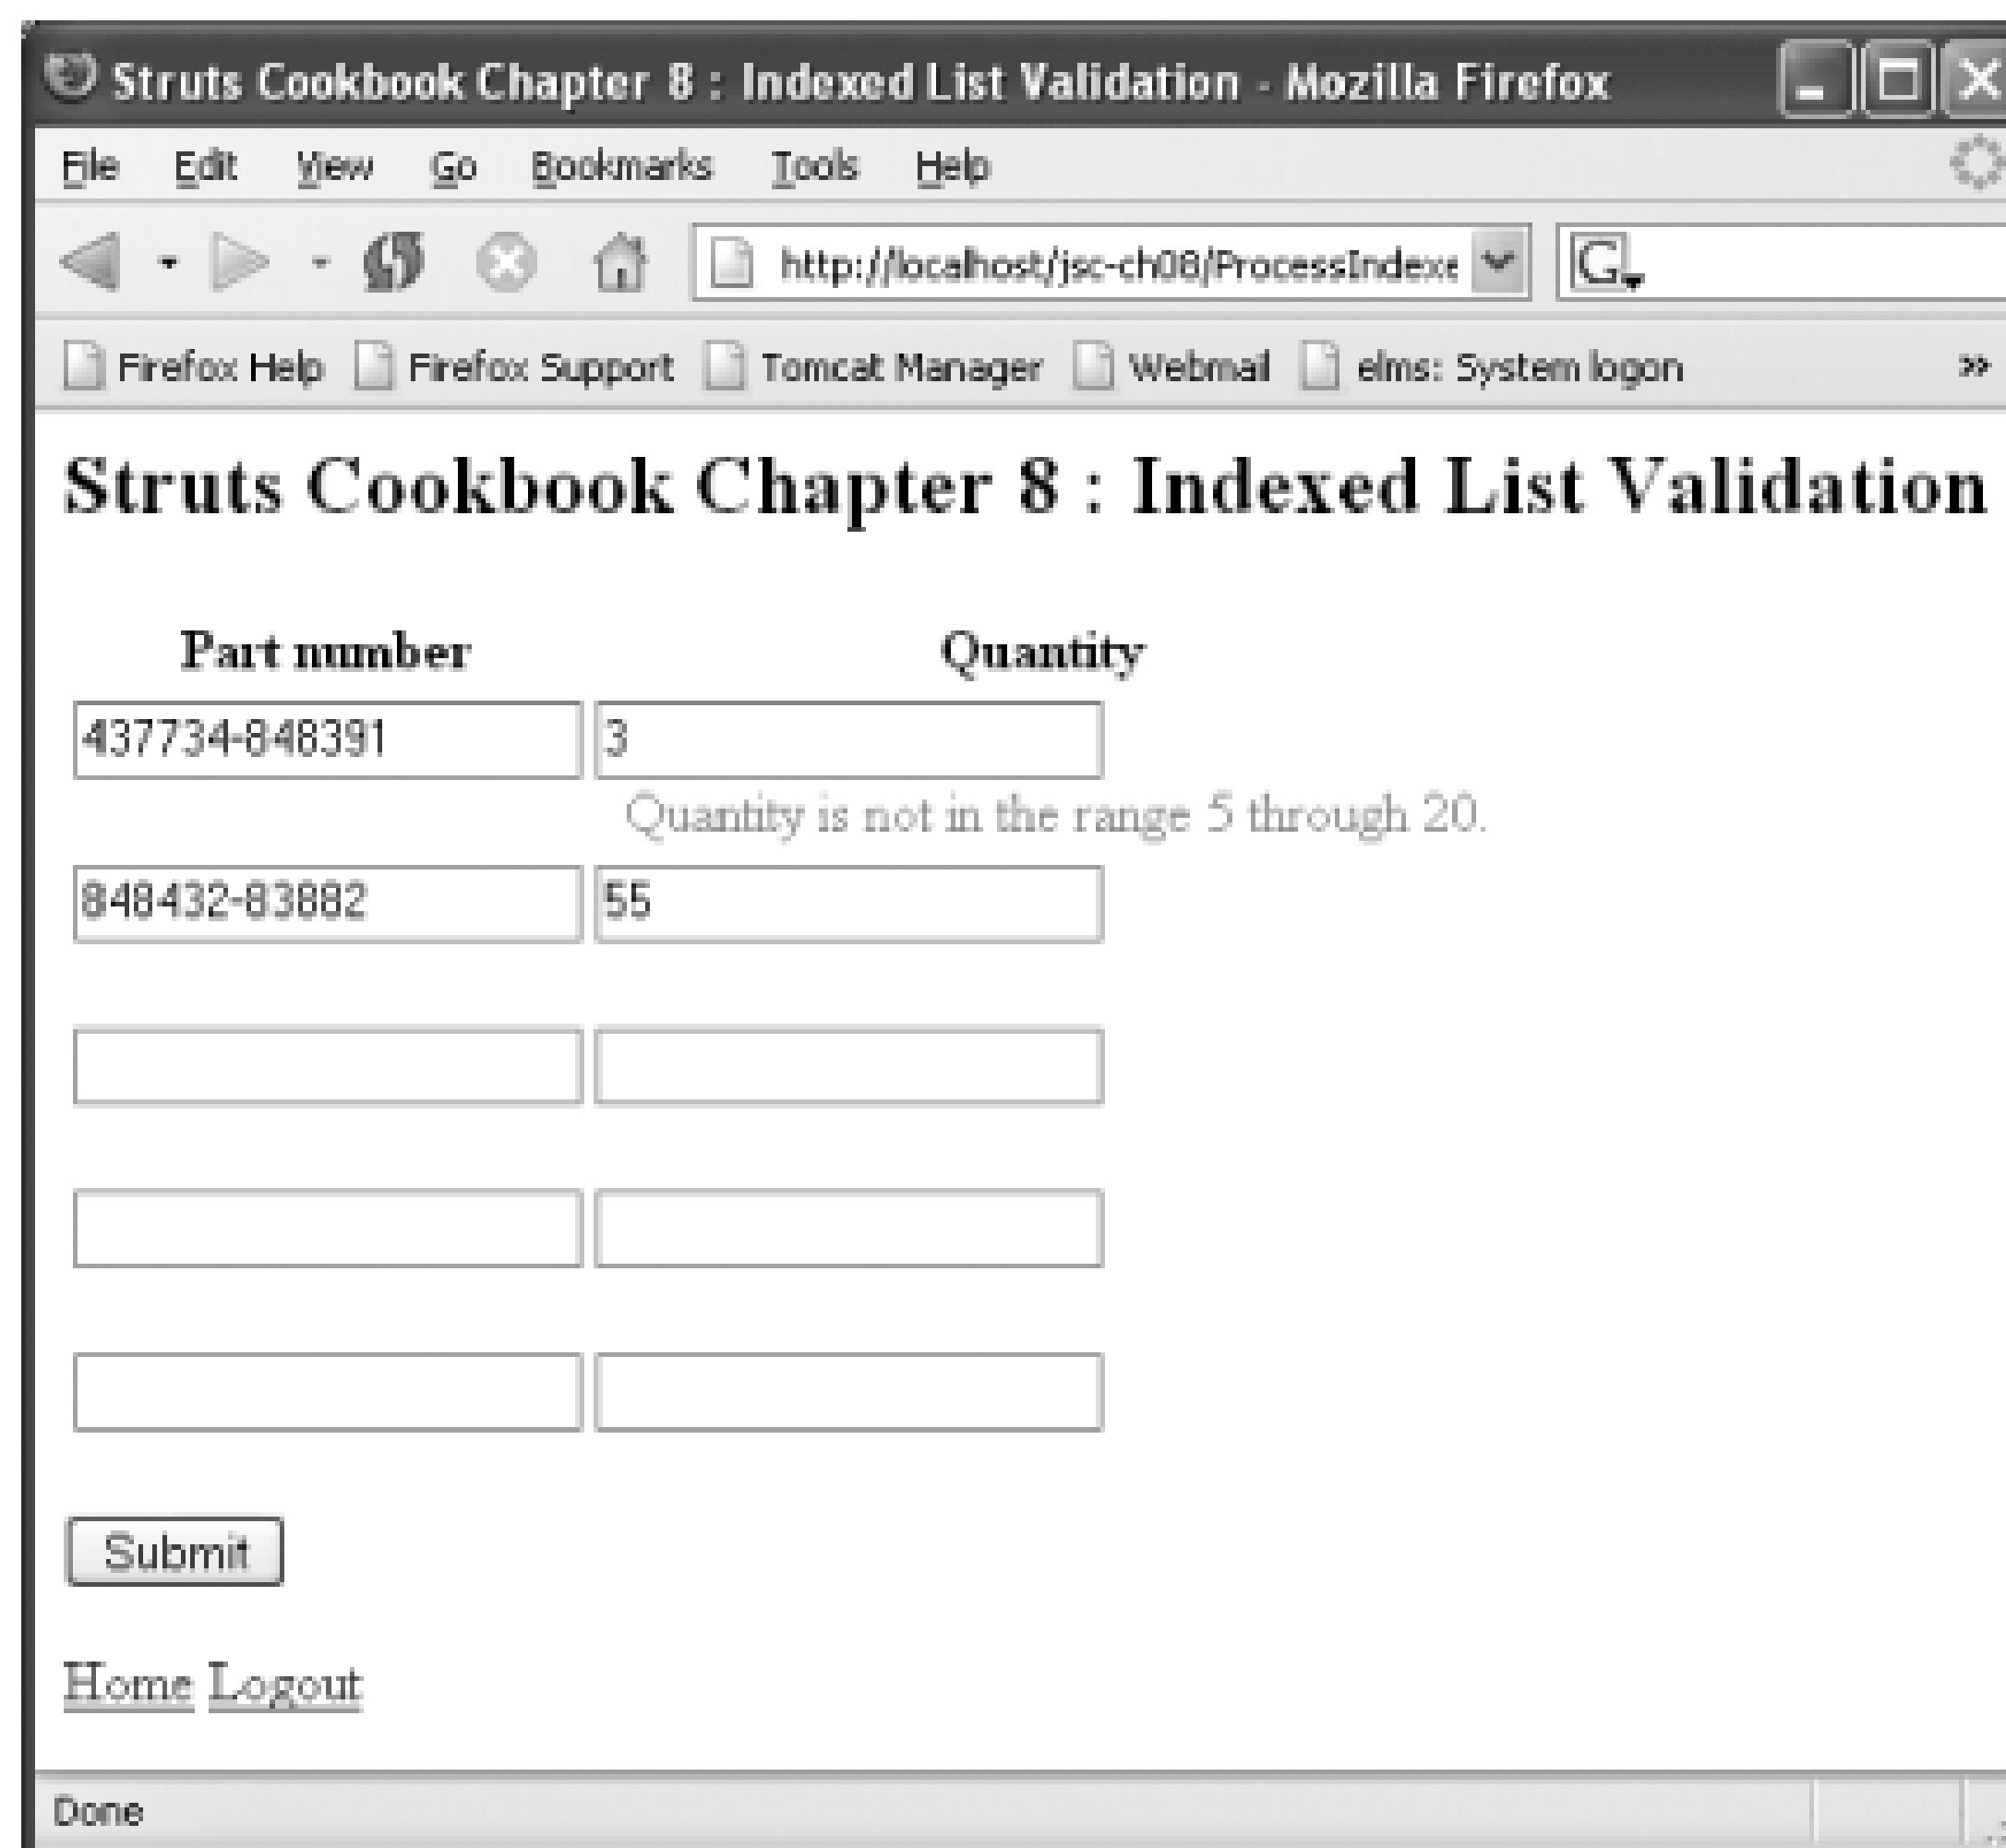 Struts Cookbook Chapter 8 : Indexed List Validation - Mozilla Firefox
File Edit View Go Bookmarks Tools Help
http://localhost/jsc-ch08/ProcessIndexe G
Firefox Help Firefox Support Tomcat Manager Webmail elms: System logon »
Struts Cookbook Chapter 8 : Indexed List Validation
Part number Quantity
437734-848391 3
Quantity is not in the range 5 through 20.
848432-83882 55
Submit
Home Logout
Done